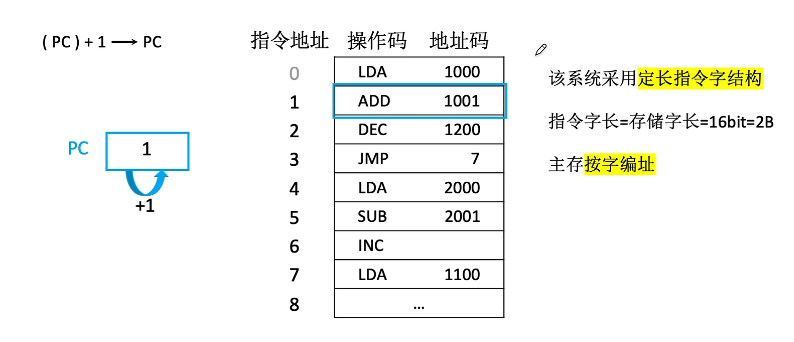 ( PC ) + 1 ⟶ PC
指令地址 操作码 地址码
0 LDA 1000
1 ADD 1001
2 DEC 1200
3 JMP 7
4 LDA 2000
5 SUB 2001
6 INC
7 LDA 1100
8 ...
PC 1
+1
该系统采用定长指令字结构
指令字长=存储字长=16bit=2B
主存按字编址